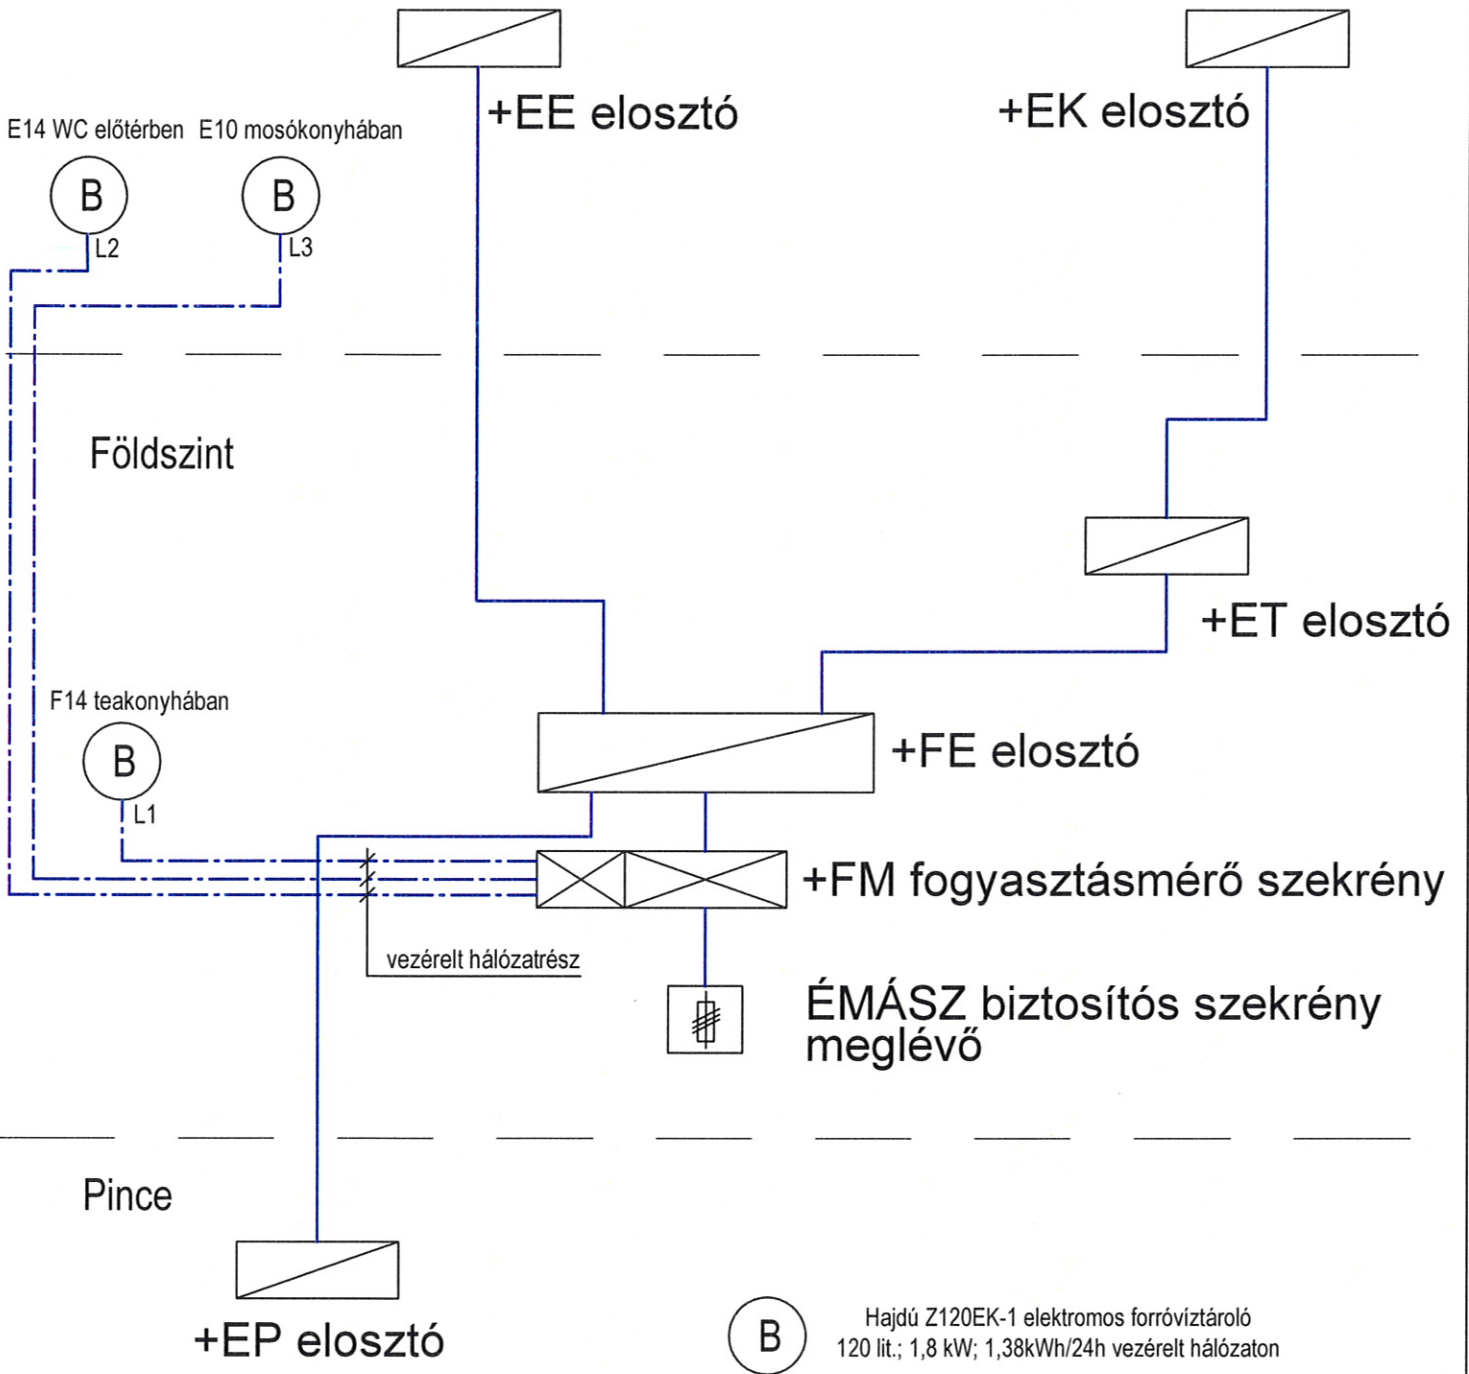 +EE elosztó
+EK elosztó
E14 WC előtérben
E10 mosókonyhában
B
B
L2
L3
Földszint
+ET elosztó
F14 teakonyhában
B
L1
+FE elosztó
+FM fogyasztásmérő szekrény
vezérelt hálózatrész
ÉMÁSZ biztosítós szekrény
meglévő
Pince
+EP elosztó
B
Hajdú Z120EK-1 elektromos forróvíztároló
120 lit.; 1,8 kW; 1,38kWh/24h vezérelt hálózaton